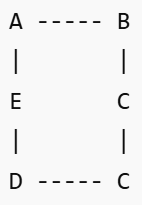 A ----- B
|       |
E       C
|       |
D ----- C